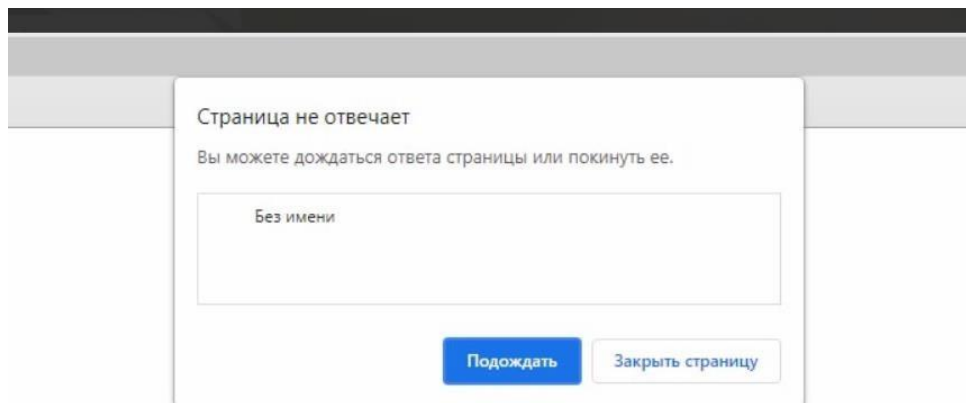 Страница не отвечает
Вы можете дождаться ответа страницы или покинуть ее.
Без имени
Подождать
Закрыть страницу